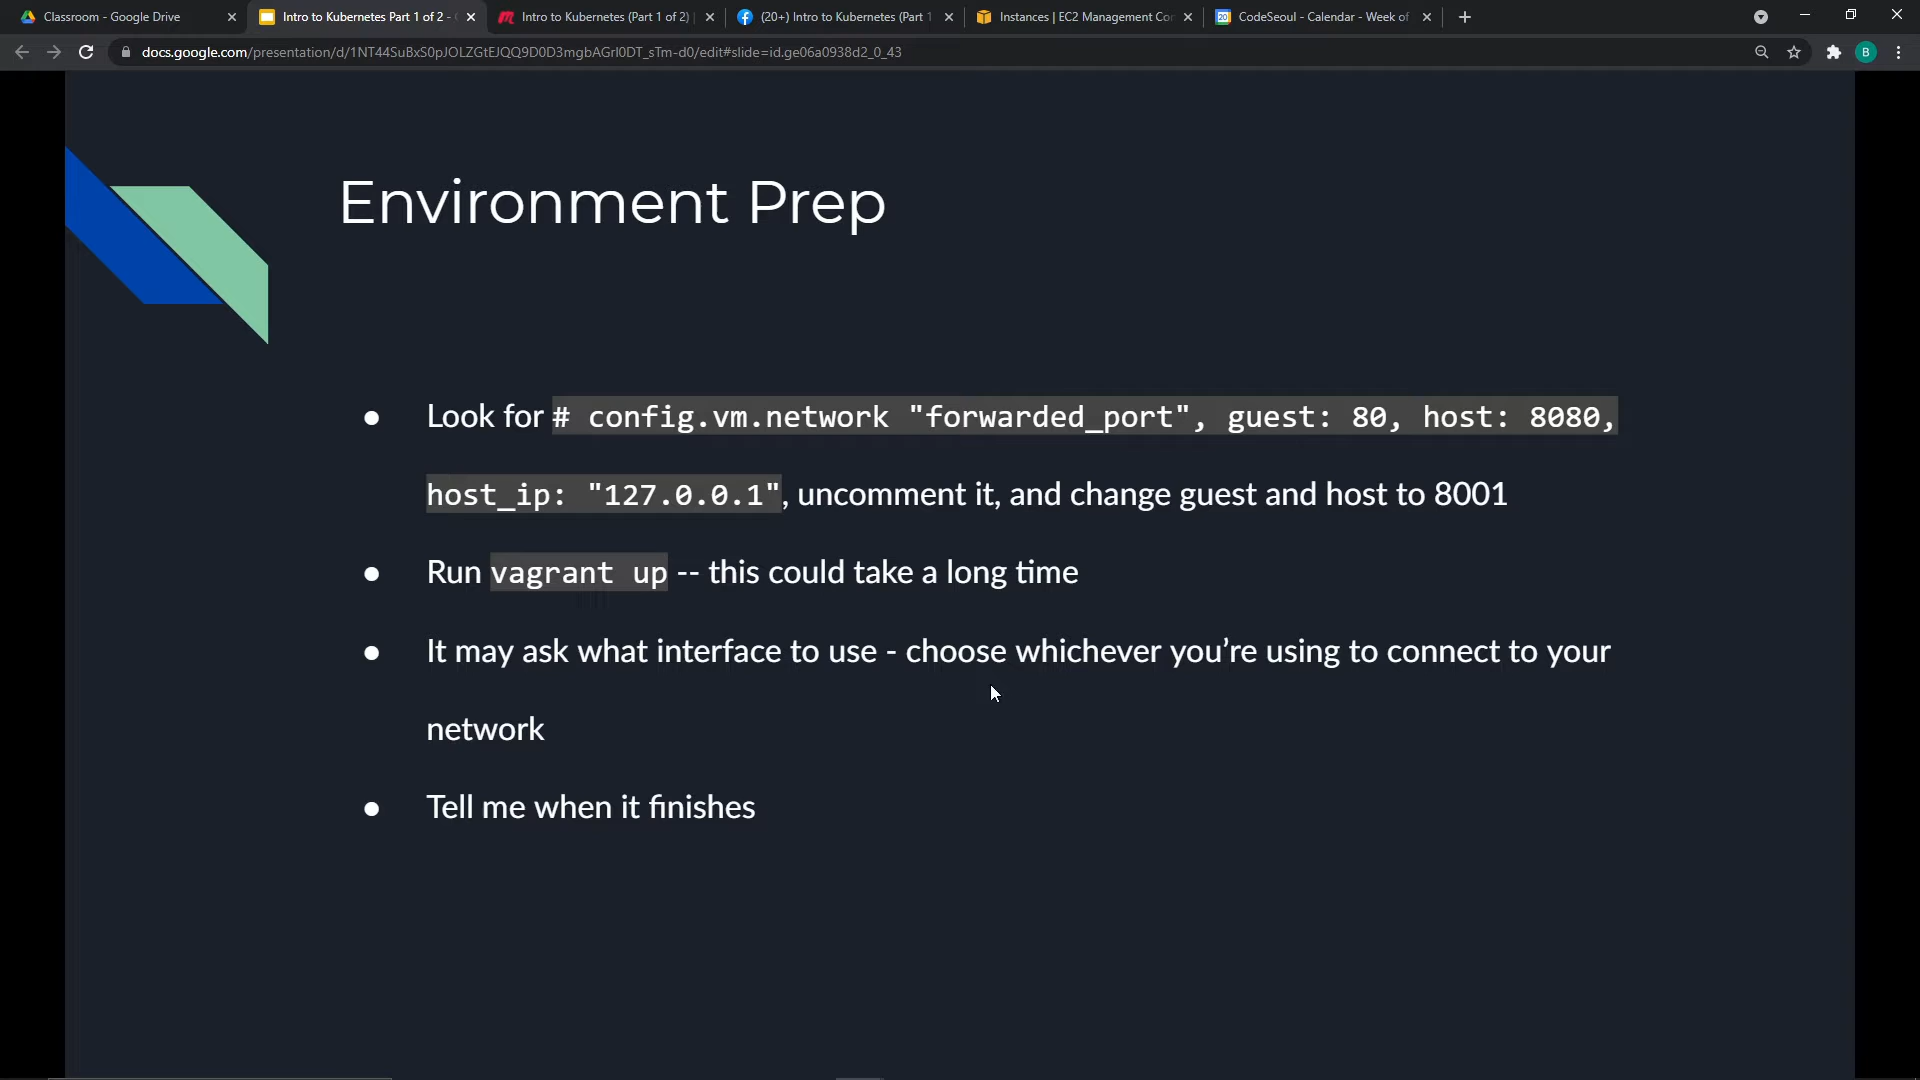 Classroom - Google Drive
Intro to Kubernetes Part 1 of 2 -
Intro to Kubernetes (Part 1 of 2)
(20+) Intro to Kubernetes (Part 1
Instances | EC2 Management Con
CodeSeoul - Calendar - Week of
docs.google.com/presentation/d/1NT44SuBxS0pJOLZGtEJQQ9D0D3mgbAGrI0DT_sTm-d0/edit#slide=id.ge06a0938d2_0_43
B
Environment Prep
● Look for # config.vm.network "forwarded_port", guest: 80, host: 8080,
host_ip: "127.0.0.1", uncomment it, and change guest and host to 8001
● Run vagrant up -- this could take a long time
● It may ask what interface to use - choose whichever you’re using to connect to your
network
● Tell me when it finishes